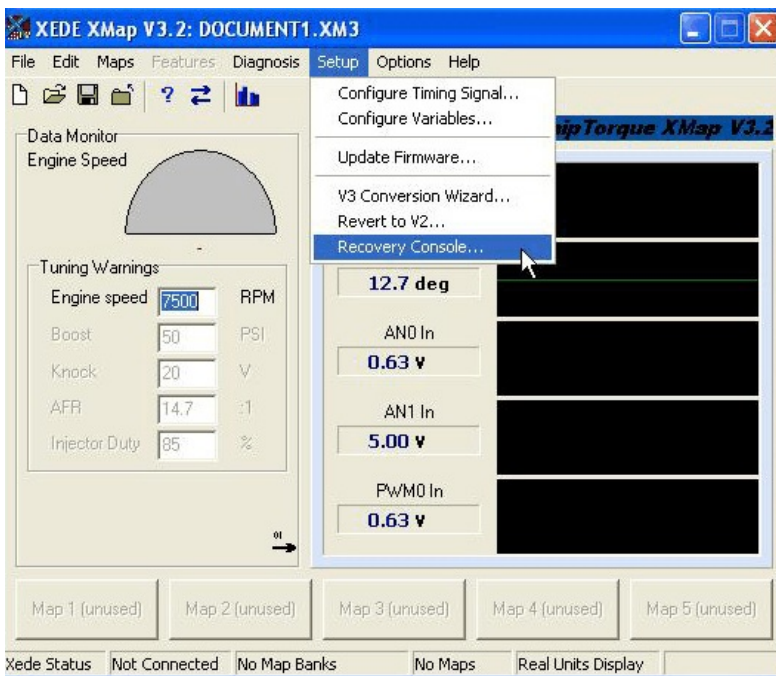 XEDE XMap V3.2: DOCUMENT1.XM3
File Edit Maps Features Diagnosis Setup Options Help
Configure Timing Signal...
Configure Variables...
Update Firmware...
V3 Conversion Wizard...
Revert to V2...
Recovery Console...
XMap V3.2
Data Monitor
Engine Speed
-
Tuning Warnings
Engine speed 7500 RPM
Boost 50 PSI
Knock 20 V
AFR 14.7 :1
Injector Duty 85 %
12.7 deg
AN0 In
0.63 V
AN1 In
5.00 V
PWM0 In
0.63 V
01
Map 1 (unused) Map 2 (unused) Map 3 (unused) Map 4 (unused) Map 5 (unused)
Xede Status Not Connected No Map Banks No Maps Real Units Display